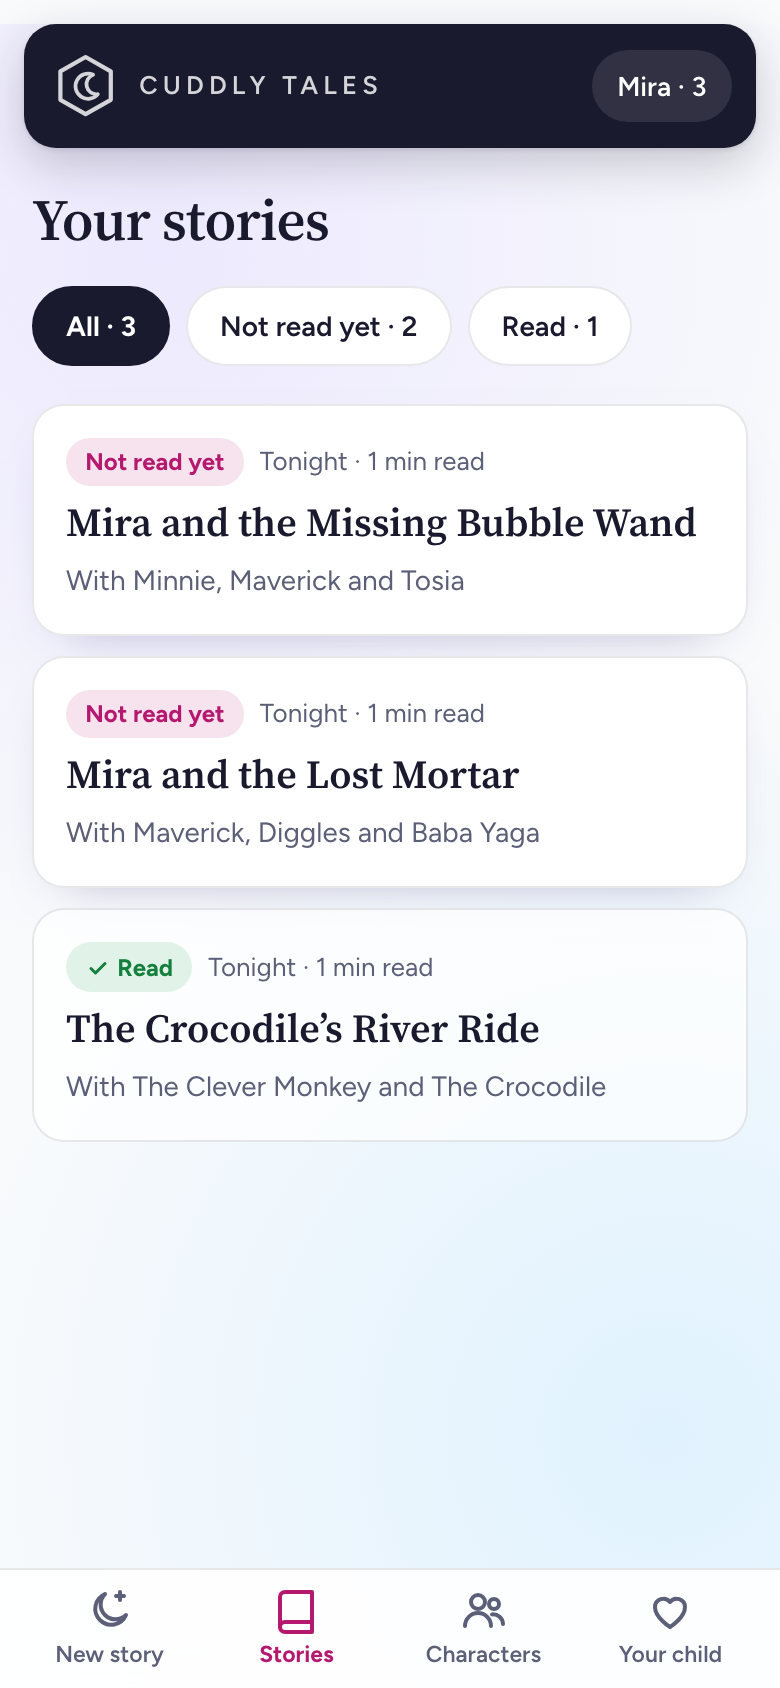 CUDDLY TALES
Mira · 3
Your stories
All · 3
Not read yet · 2
Read · 1
Not read yet
Tonight · 1 min read
Mira and the Missing Bubble Wand
With Minnie, Maverick and Tosia
Not read yet
Tonight · 1 min read
Mira and the Lost Mortar
With Maverick, Diggles and Baba Yaga
Read
Tonight · 1 min read
The Crocodile’s River Ride
With The Clever Monkey and The Crocodile
New story
Stories
Characters
Your child